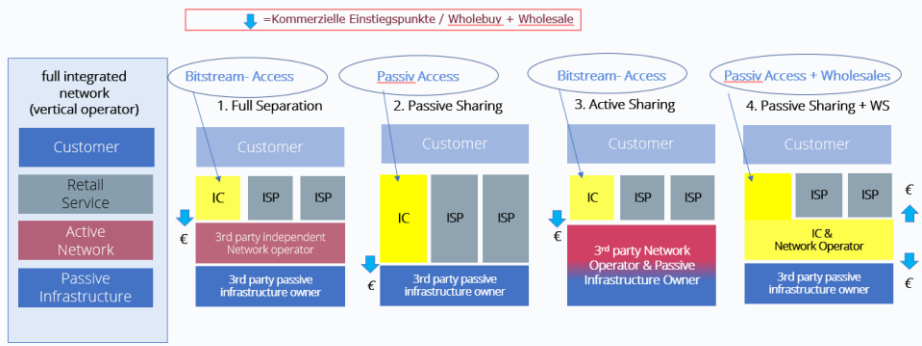 =Kommerzielle Einstiegspunkte / Wholebuy + Wholesale
full integrated
network
(vertical operator)
Customer
Retail
Service
Active
Network
Passive
Infrastructure
Bitstream- Access
1. Full Separation
Customer
IC
ISP
ISP
€
3rd party independent
Network operator
3rd party passive
infrastructure owner
Passiv Access
2. Passive Sharing
Customer
IC
ISP
ISP
€
3rd party passive
infrastructure owner
Bitstream- Access
3. Active Sharing
Customer
IC
ISP
ISP
€
3rd party Network
Operator & Passive
Infrastructure Owner
Passiv Access + Wholesales
4. Passive Sharing + WS
Customer
ISP
ISP
€
IC &
Network Operator
€
3rd party passive
infrastructure owner